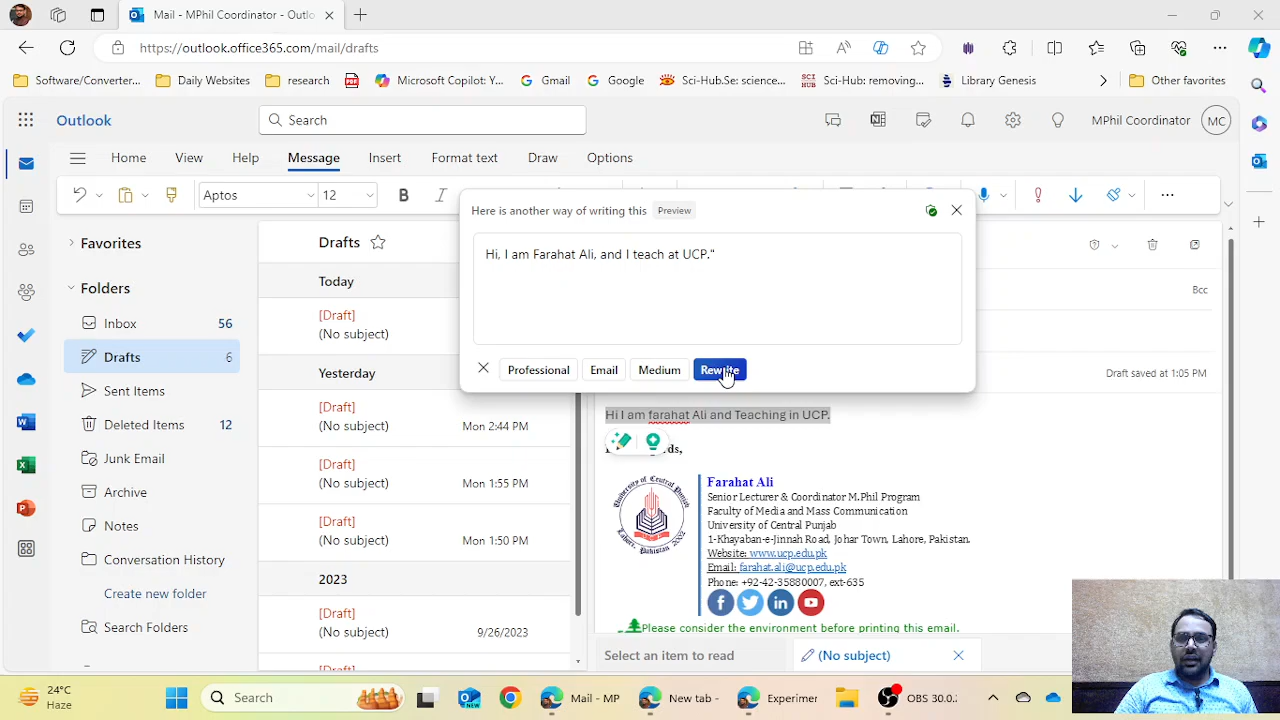 Mail - MPhil Coordinator - Outlo
https://outlook.office365.com/mail/drafts
Software/Converter...
Daily Websites
research
PDF
Microsoft Copilot: Y...
Gmail
Google
Sci-Hub.Se: science...
SCI HUB
Sci-Hub: removing...
Library Genesis
Other favorites
Outlook
Search
MPhil Coordinator
MC
Home
View
Help
Message
Insert
Format text
Draw
Options
Aptos
12
B
I
Favorites
Folders
Inbox 56
Drafts 6
Sent Items
Deleted Items 12
Junk Email
Archive
Notes
Conversation History
Create new folder
Search Folders
Drafts
Today
[Draft]
(No subject)
Yesterday
[Draft]
(No subject) Mon 2:44 PM
[Draft]
(No subject) Mon 1:55 PM
[Draft]
(No subject) Mon 1:50 PM
2023
[Draft]
(No subject) 9/26/2023
[Draft]
Here is another way of writing this Preview
Hi, I am Farahat Ali, and I teach at UCP."
Professional
Email
Medium
Rewrite
Bcc
Draft saved at 1:05 PM
Hi I am farahat Ali and Teaching in UCP.
Farahat Ali
Senior Lecturer & Coordinator M.Phil Program
Faculty of Media and Mass Communication
University of Central Punjab
1-Khayaban-e-Jinnah Road, Johar Town, Lahore, Pakistan.
Website: www.ucp.edu.pk
Email: farahat.ali@ucp.edu.pk
Phone: +92-42-35880007, ext-635
Please consider the environment before printing this email.
Select an item to read
(No subject)
24°C
Haze
Search
Mail - MP
New tab -
Experimer
OBS 30.0.